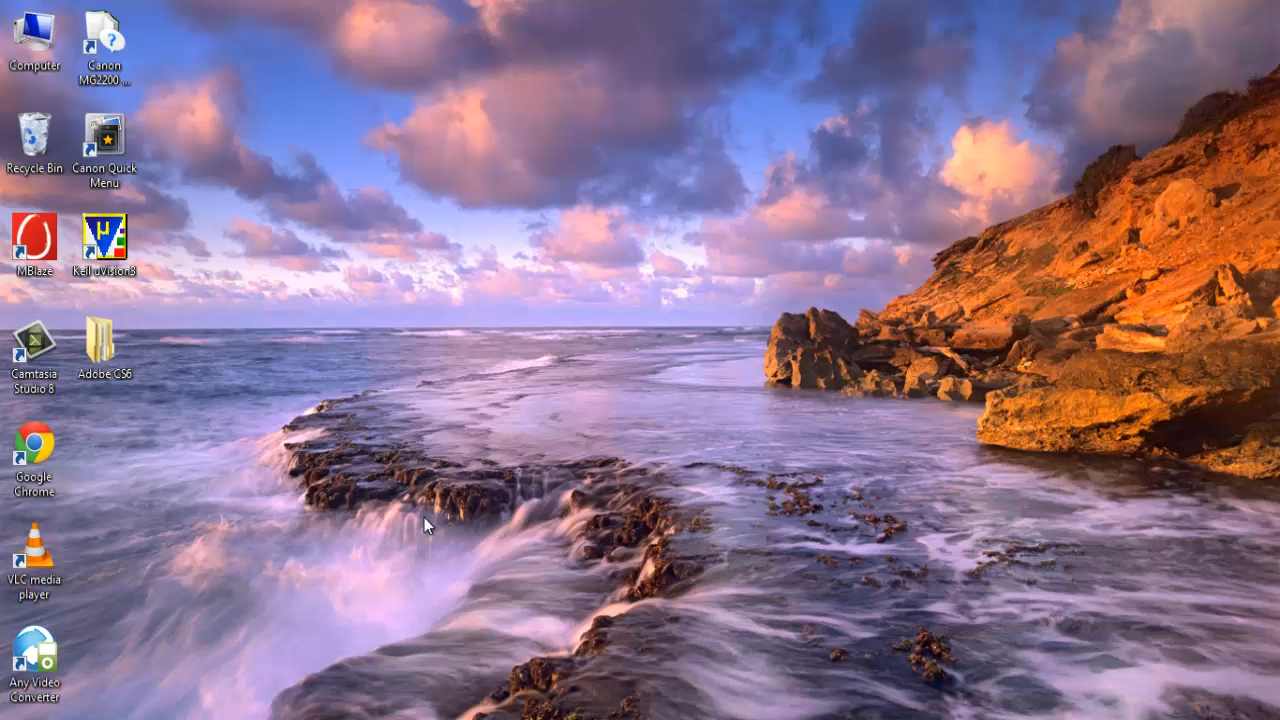 Computer
Canon
MG2200 ...
Recycle Bin
Canon Quick
Menu
MBlaze
Keil uVision3
Camtasia
Studio 8
Adobe CS6
Google
Chrome
VLC media
player
Any Video
Converter